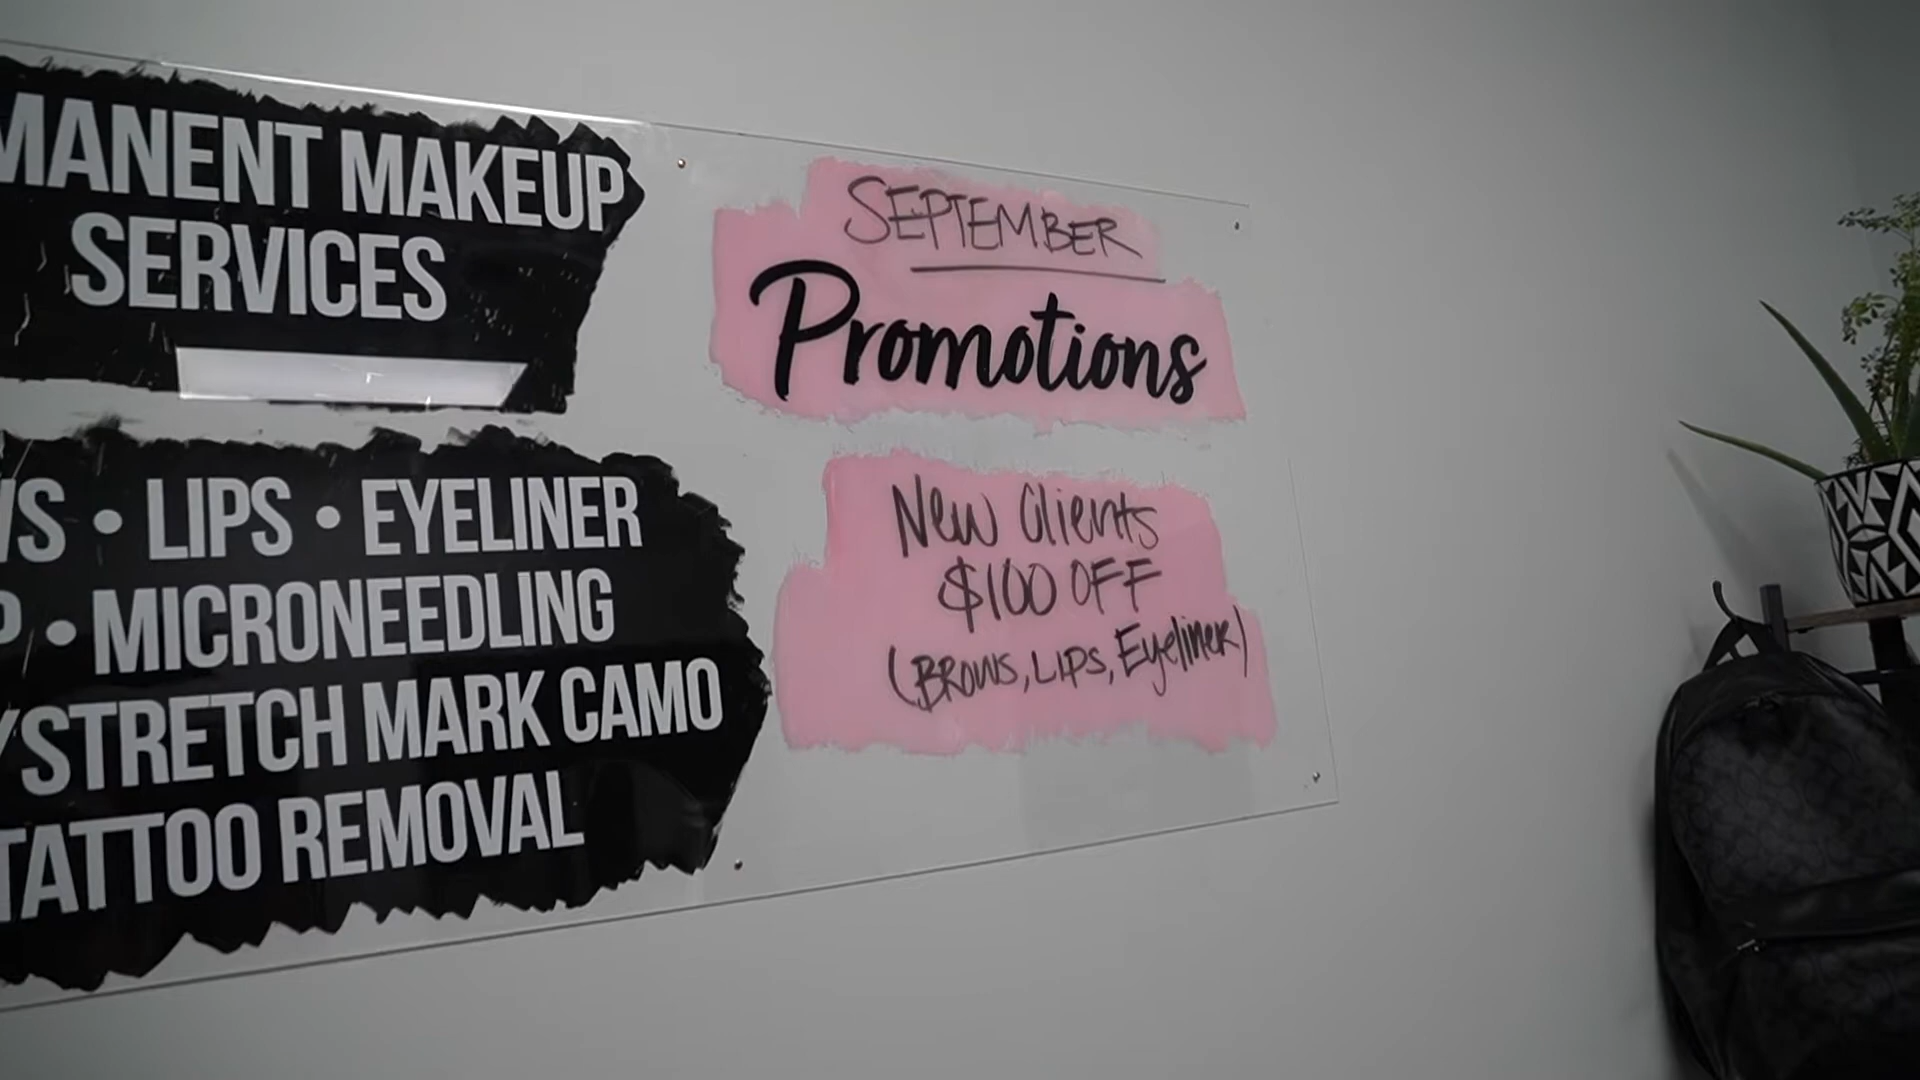 MANENT MAKEUP
SERVICES
WS • LIPS • EYELINER
P • MICRONEEDLING
/STRETCH MARK CAMO
TATTOO REMOVAL
SEPTEMBER
Promotions
New Clients
$100 OFF
(BROWS, LIPS, Eyeliner)